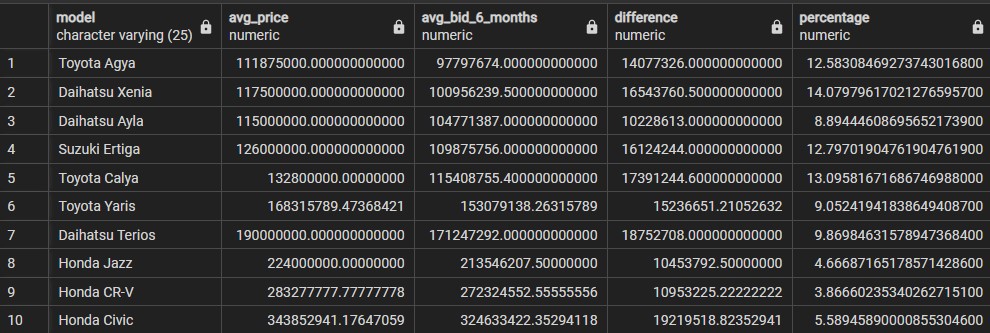 model avg_price avg_bid_6_months difference percentage
character varying (25) numeric numeric numeric numeric
1 Toyota Agya 111875000.000000000000 97797674.000000000000 14077326.000000000000 12.58308469273743016800
2 Daihatsu Xenia 117500000.000000000000 100956239.500000000000 16543760.500000000000 14.07979617021276595700
3 Daihatsu Ayla 115000000.000000000000 104771387.000000000000 10228613.000000000000 8.89444608695652173900
4 Suzuki Ertiga 126000000.000000000000 109875756.000000000000 16124244.000000000000 12.79701904761904761900
5 Toyota Calya 132800000.00000000 115408755.400000000000 17391244.600000000000 13.09581671686746988000
6 Toyota Yaris 168315789.47368421 153079138.26315789 15236651.21052632 9.05241941838649408700
7 Daihatsu Terios 190000000.000000000000 171247292.000000000000 18752708.000000000000 9.86984631578947368400
8 Honda Jazz 224000000.00000000 213546207.50000000 10453792.50000000 4.66687165178571428600
9 Honda CR-V 283277777.77777778 272324552.55555556 10953225.22222222 3.86660235340262715100
10 Honda Civic 343852941.17647059 324633422.35294118 19219518.82352941 5.58945890000855304600